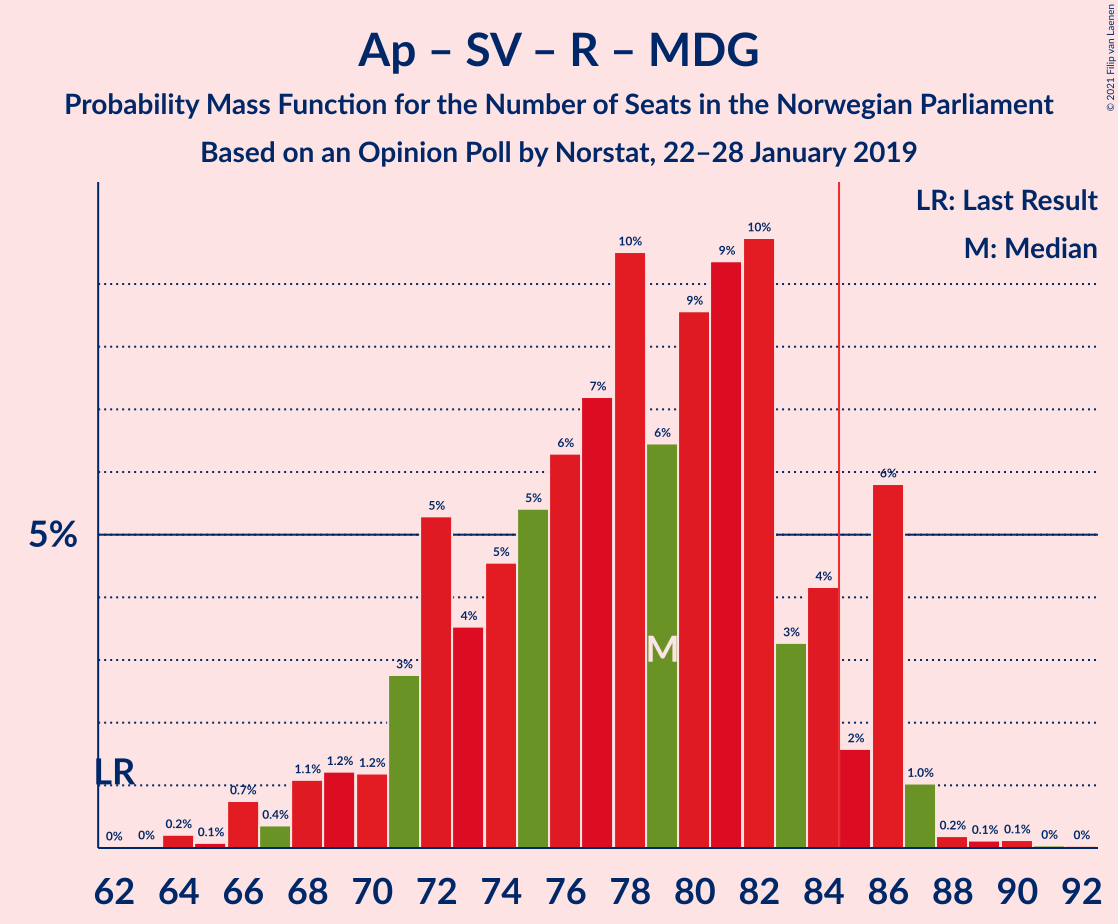 Ap – SV – R – MDG
Probability Mass Function for the Number of Seats in the Norwegian Parliament
Based on an Opinion Poll by Norstat, 22–28 January 2019
© 2021 Filip van Laenen
LR: Last Result
M: Median
5%
LR
M
0% 0% 0.2% 0.1% 0.7% 0.4% 1.1% 1.2% 1.2% 3% 5% 4% 5% 5% 6% 7% 10% 6% 9% 9% 10% 3% 4% 2% 6% 1.0% 0.2% 0.1% 0.1% 0% 0%
62 64 66 68 70 72 74 76 78 80 82 84 86 88 90 92